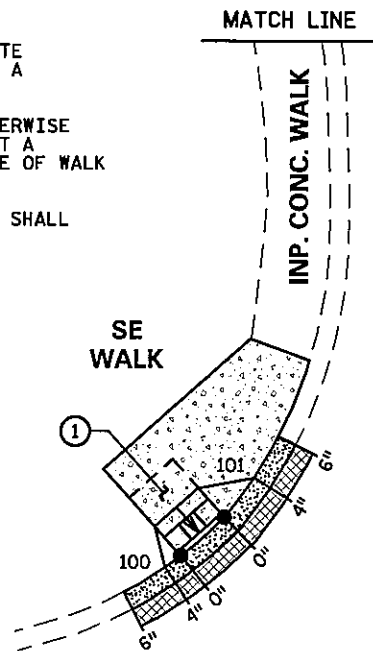 MATCH LINE
TE
A
ERWISE
T A
E OF WALK
SHALL
INP. CONC. WALK
SE
WALK
1
101
100
6"
4"
0"
0"
4"
6"